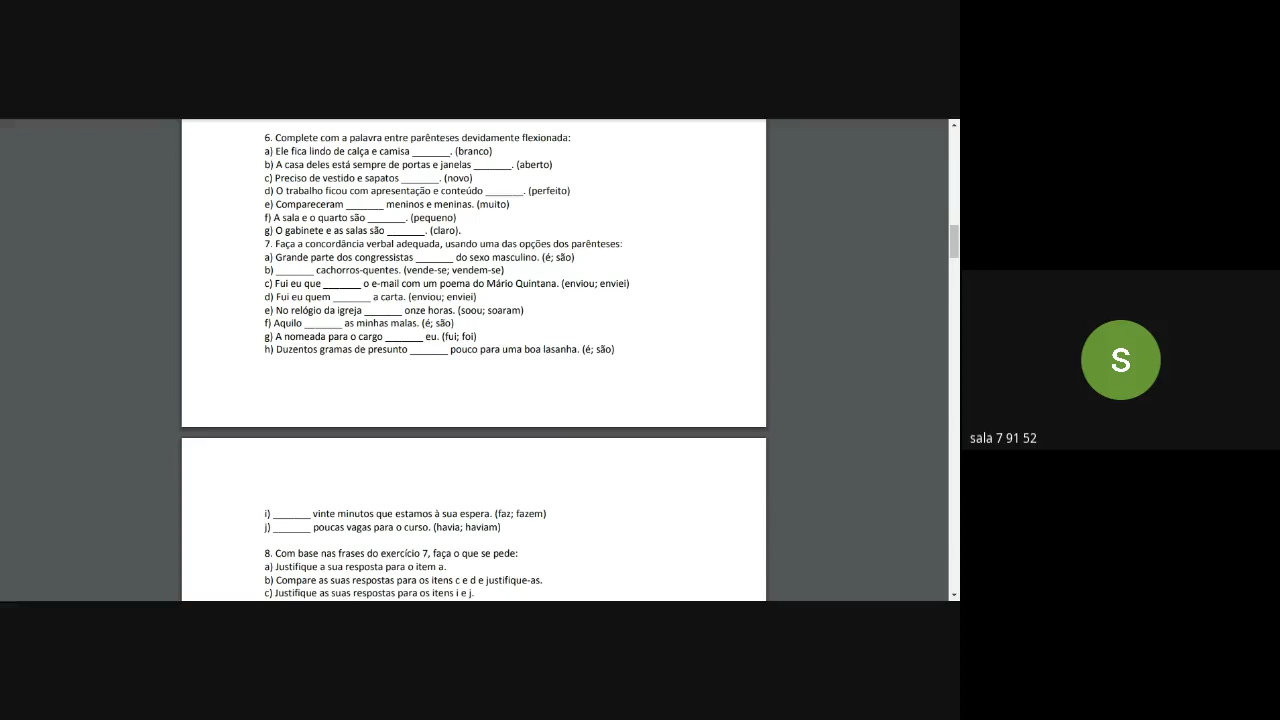 6. Complete com a palavra entre parênteses devidamente flexionada:
a) Ele fica lindo de calça e camisa _______. (branco)
b) A casa deles está sempre de portas e janelas _______. (aberto)
c) Preciso de vestido e sapatos _______. (novo)
d) O trabalho ficou com apresentação e conteúdo _______. (perfeito)
e) Compareceram _______ meninos e meninas. (muito)
f) A sala e o quarto são _______. (pequeno)
g) O gabinete e as salas são _______. (claro).
7. Faça a concordância verbal adequada, usando uma das opções dos parênteses:
a) Grande parte dos congressistas _______ do sexo masculino. (é; são)
b) _______ cachorros-quentes. (vende-se; vendem-se)
c) Fui eu que _______ o e-mail com um poema do Mário Quintana. (enviou; enviei)
d) Fui eu quem _______ a carta. (enviou; enviei)
e) No relógio da igreja _______ onze horas. (soou; soaram)
f) Aquilo _______ as minhas malas. (é; são)
g) A nomeada para o cargo _______ eu. (fui; foi)
h) Duzentos gramas de presunto _______ pouco para uma boa lasanha. (é; são)
i) _______ vinte minutos que estamos à sua espera. (faz; fazem)
j) _______ poucas vagas para o curso. (havia; haviam)
8. Com base nas frases do exercício 7, faça o que se pede:
a) Justifique a sua resposta para o item a.
b) Compare as suas respostas para os itens c e d e justifique-as.
c) Justifique as suas respostas para os itens i e j.
S
sala 7 91 52